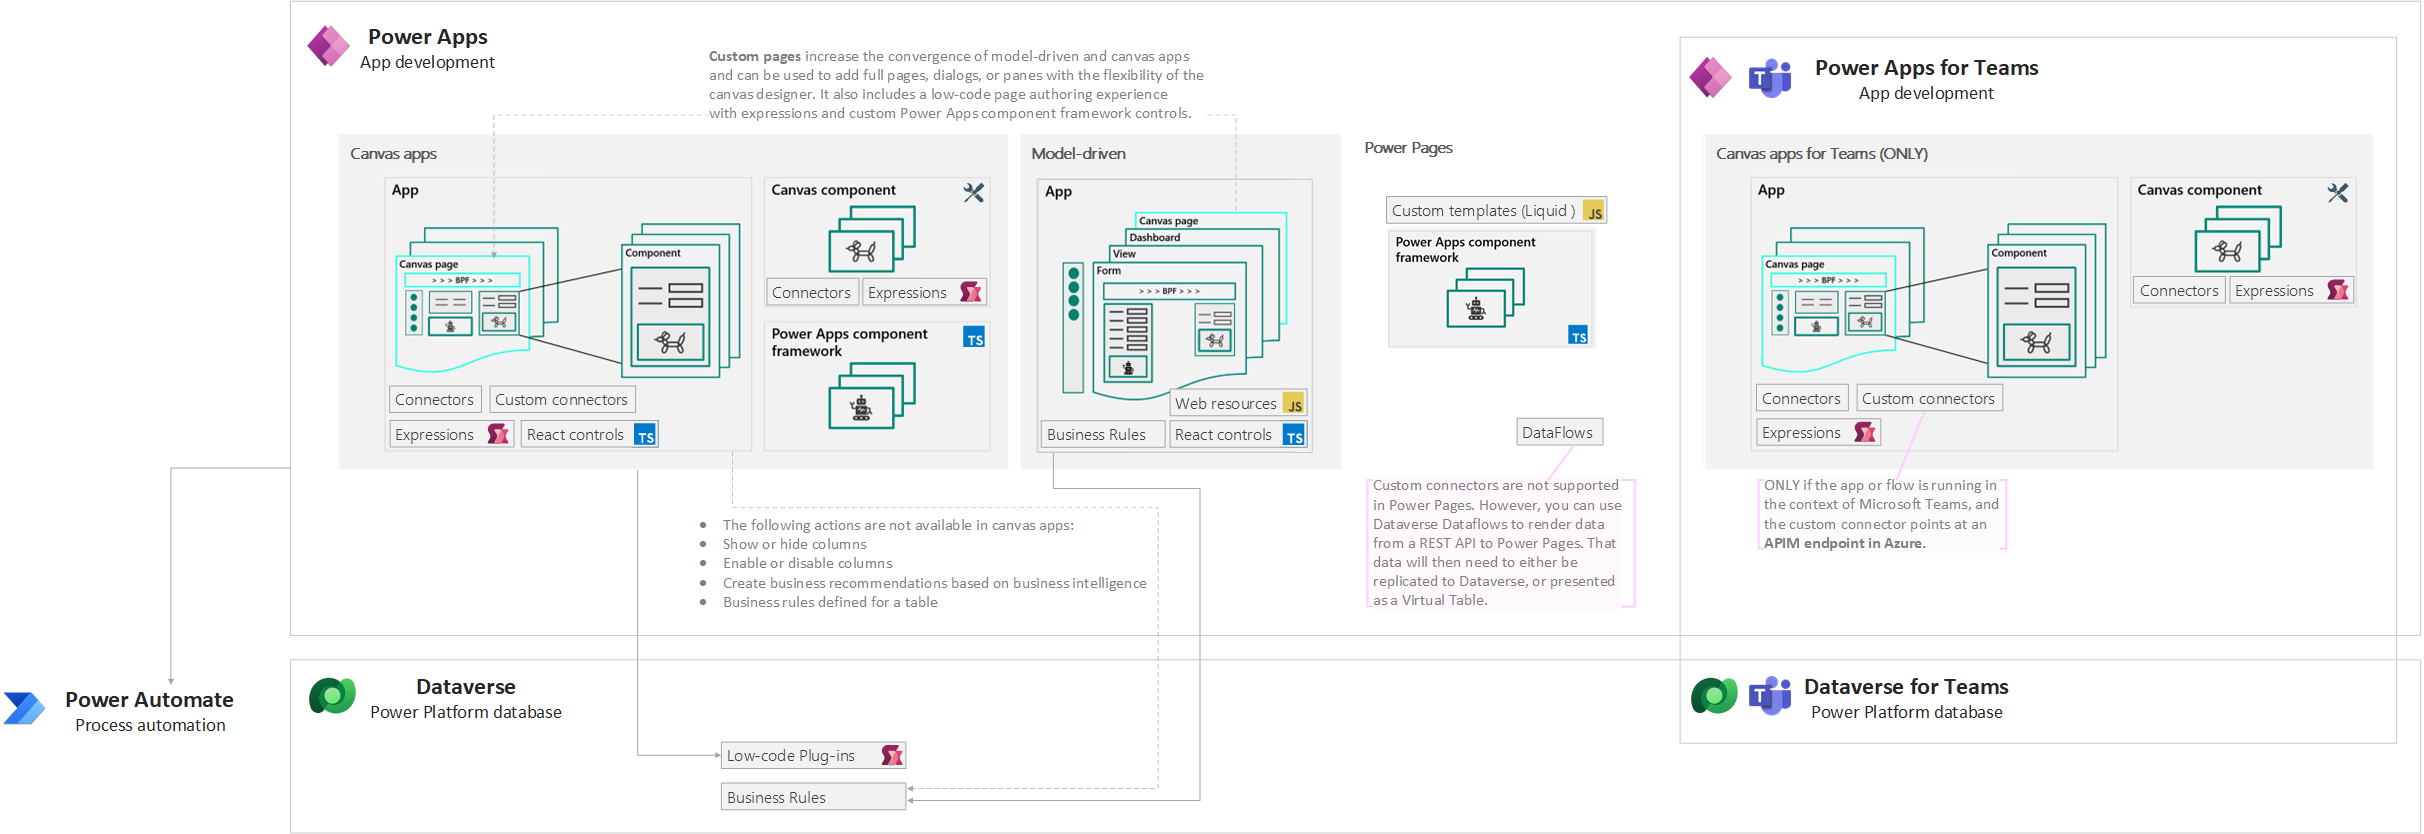 Power Apps
App development
Custom pages increase the convergence of model-driven and canvas apps
and can be used to add full pages, dialogs, or panes with the flexibility of the
canvas designer. It also includes a low-code page authoring experience
with expressions and custom Power Apps component framework controls.
Canvas apps
App
Canvas page
> > > BPF > > >
Component
Connectors
Custom connectors
Expressions
React controls
TS
Canvas component
Connectors
Expressions
Power Apps component
framework
TS
Model-driven
App
Canvas page
Dashboard
View
Form
> > > BPF > > >
Web resources
JS
Business Rules
React controls
TS
Power Pages
Custom templates (Liquid )
JS
Power Apps component
framework
TS
DataFlows
Custom connectors are not supported
in Power Pages. However, you can use
Dataverse Dataflows to render data
from a REST API to Power Pages. That
data will then need to either be
replicated to Dataverse, or presented
as a Virtual Table.
T
Power Apps for Teams
App development
Canvas apps for Teams (ONLY)
App
Canvas page
> > > BPF > > >
Component
Connectors
Custom connectors
Expressions
Canvas component
Connectors
Expressions
ONLY if the app or flow is running in
the context of Microsoft Teams, and
the custom connector points at an
APIM endpoint in Azure.
• The following actions are not available in canvas apps:
• Show or hide columns
• Enable or disable columns
• Create business recommendations based on business intelligence
• Business rules defined for a table
Power Automate
Process automation
Dataverse
Power Platform database
Low-code Plug-ins
Business Rules
T
Dataverse for Teams
Power Platform database